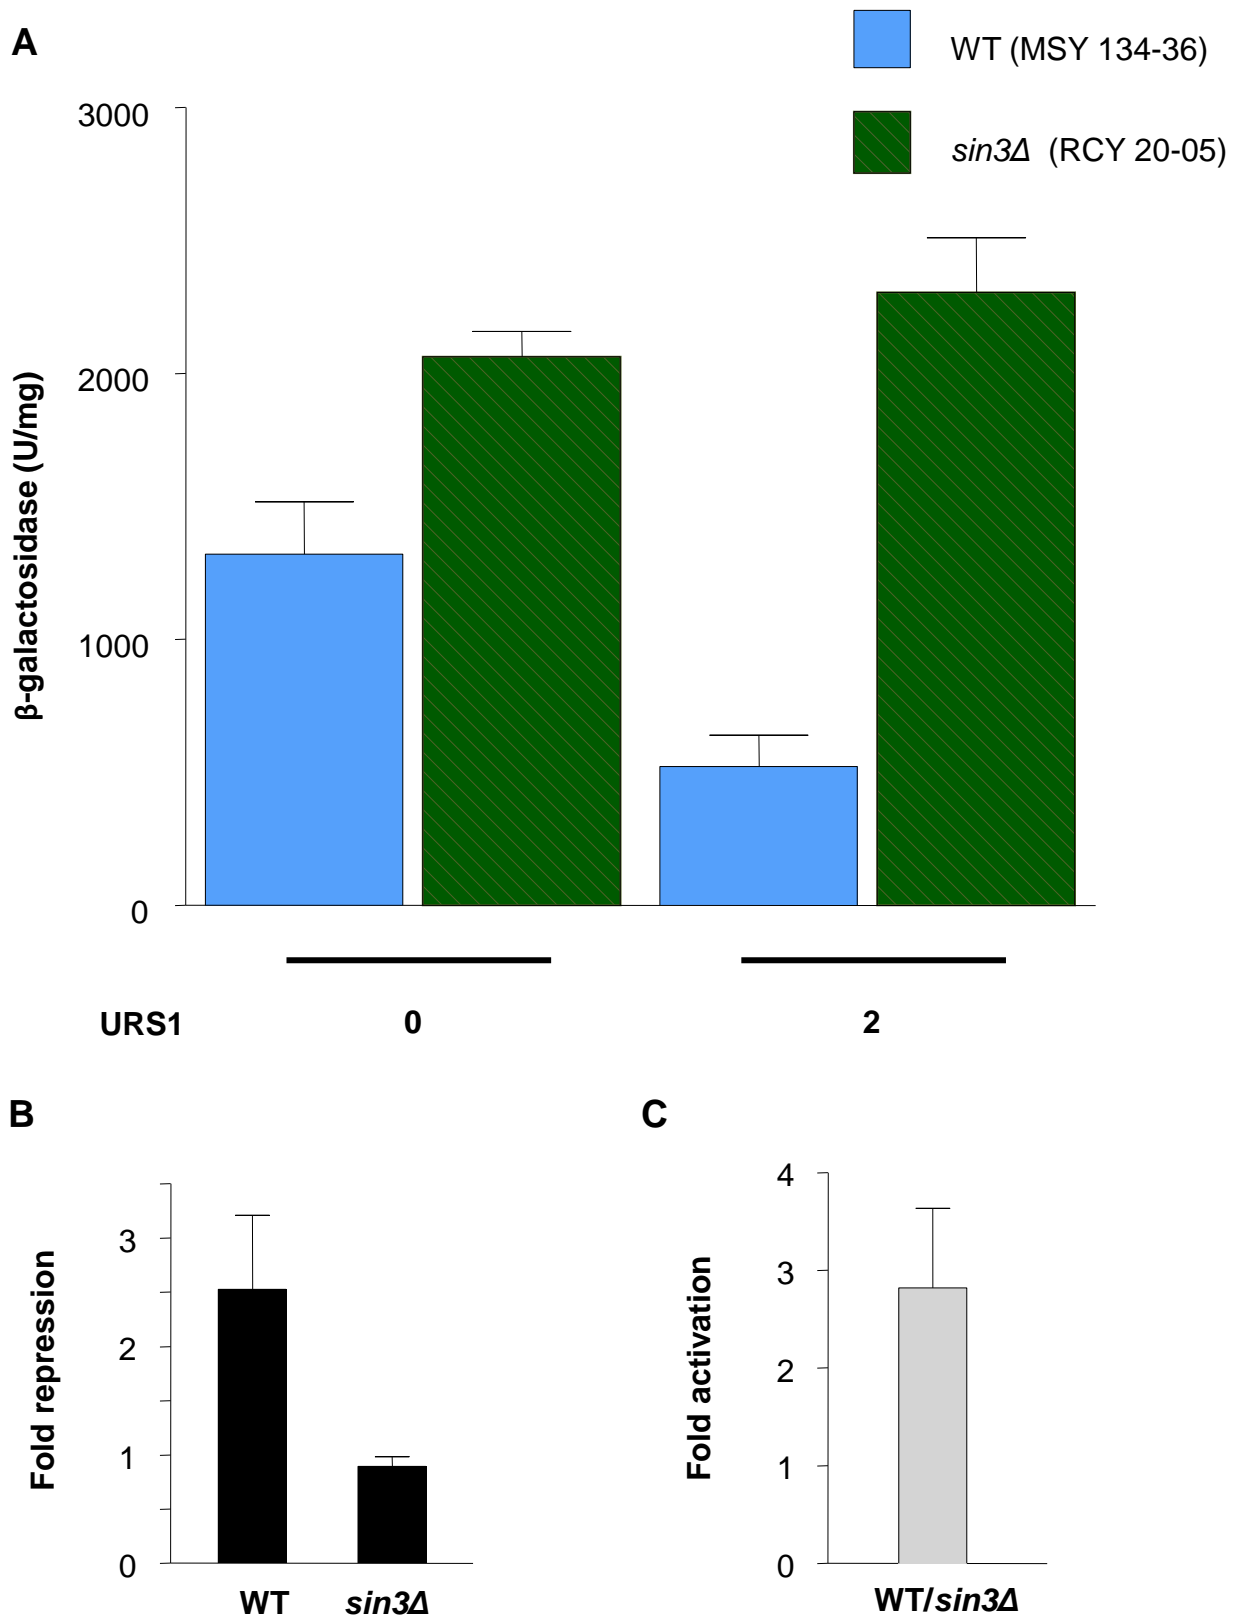 A
WT (MSY 134-36)
sin3Δ (RCY 20-05)
3000
2000
1000
0
β-galactosidase (U/mg)
URS1 0 2
B
Fold repression
3
2
1
0
WT sin3Δ
C
Fold activation
4
3
2
1
0
WT/sin3Δ